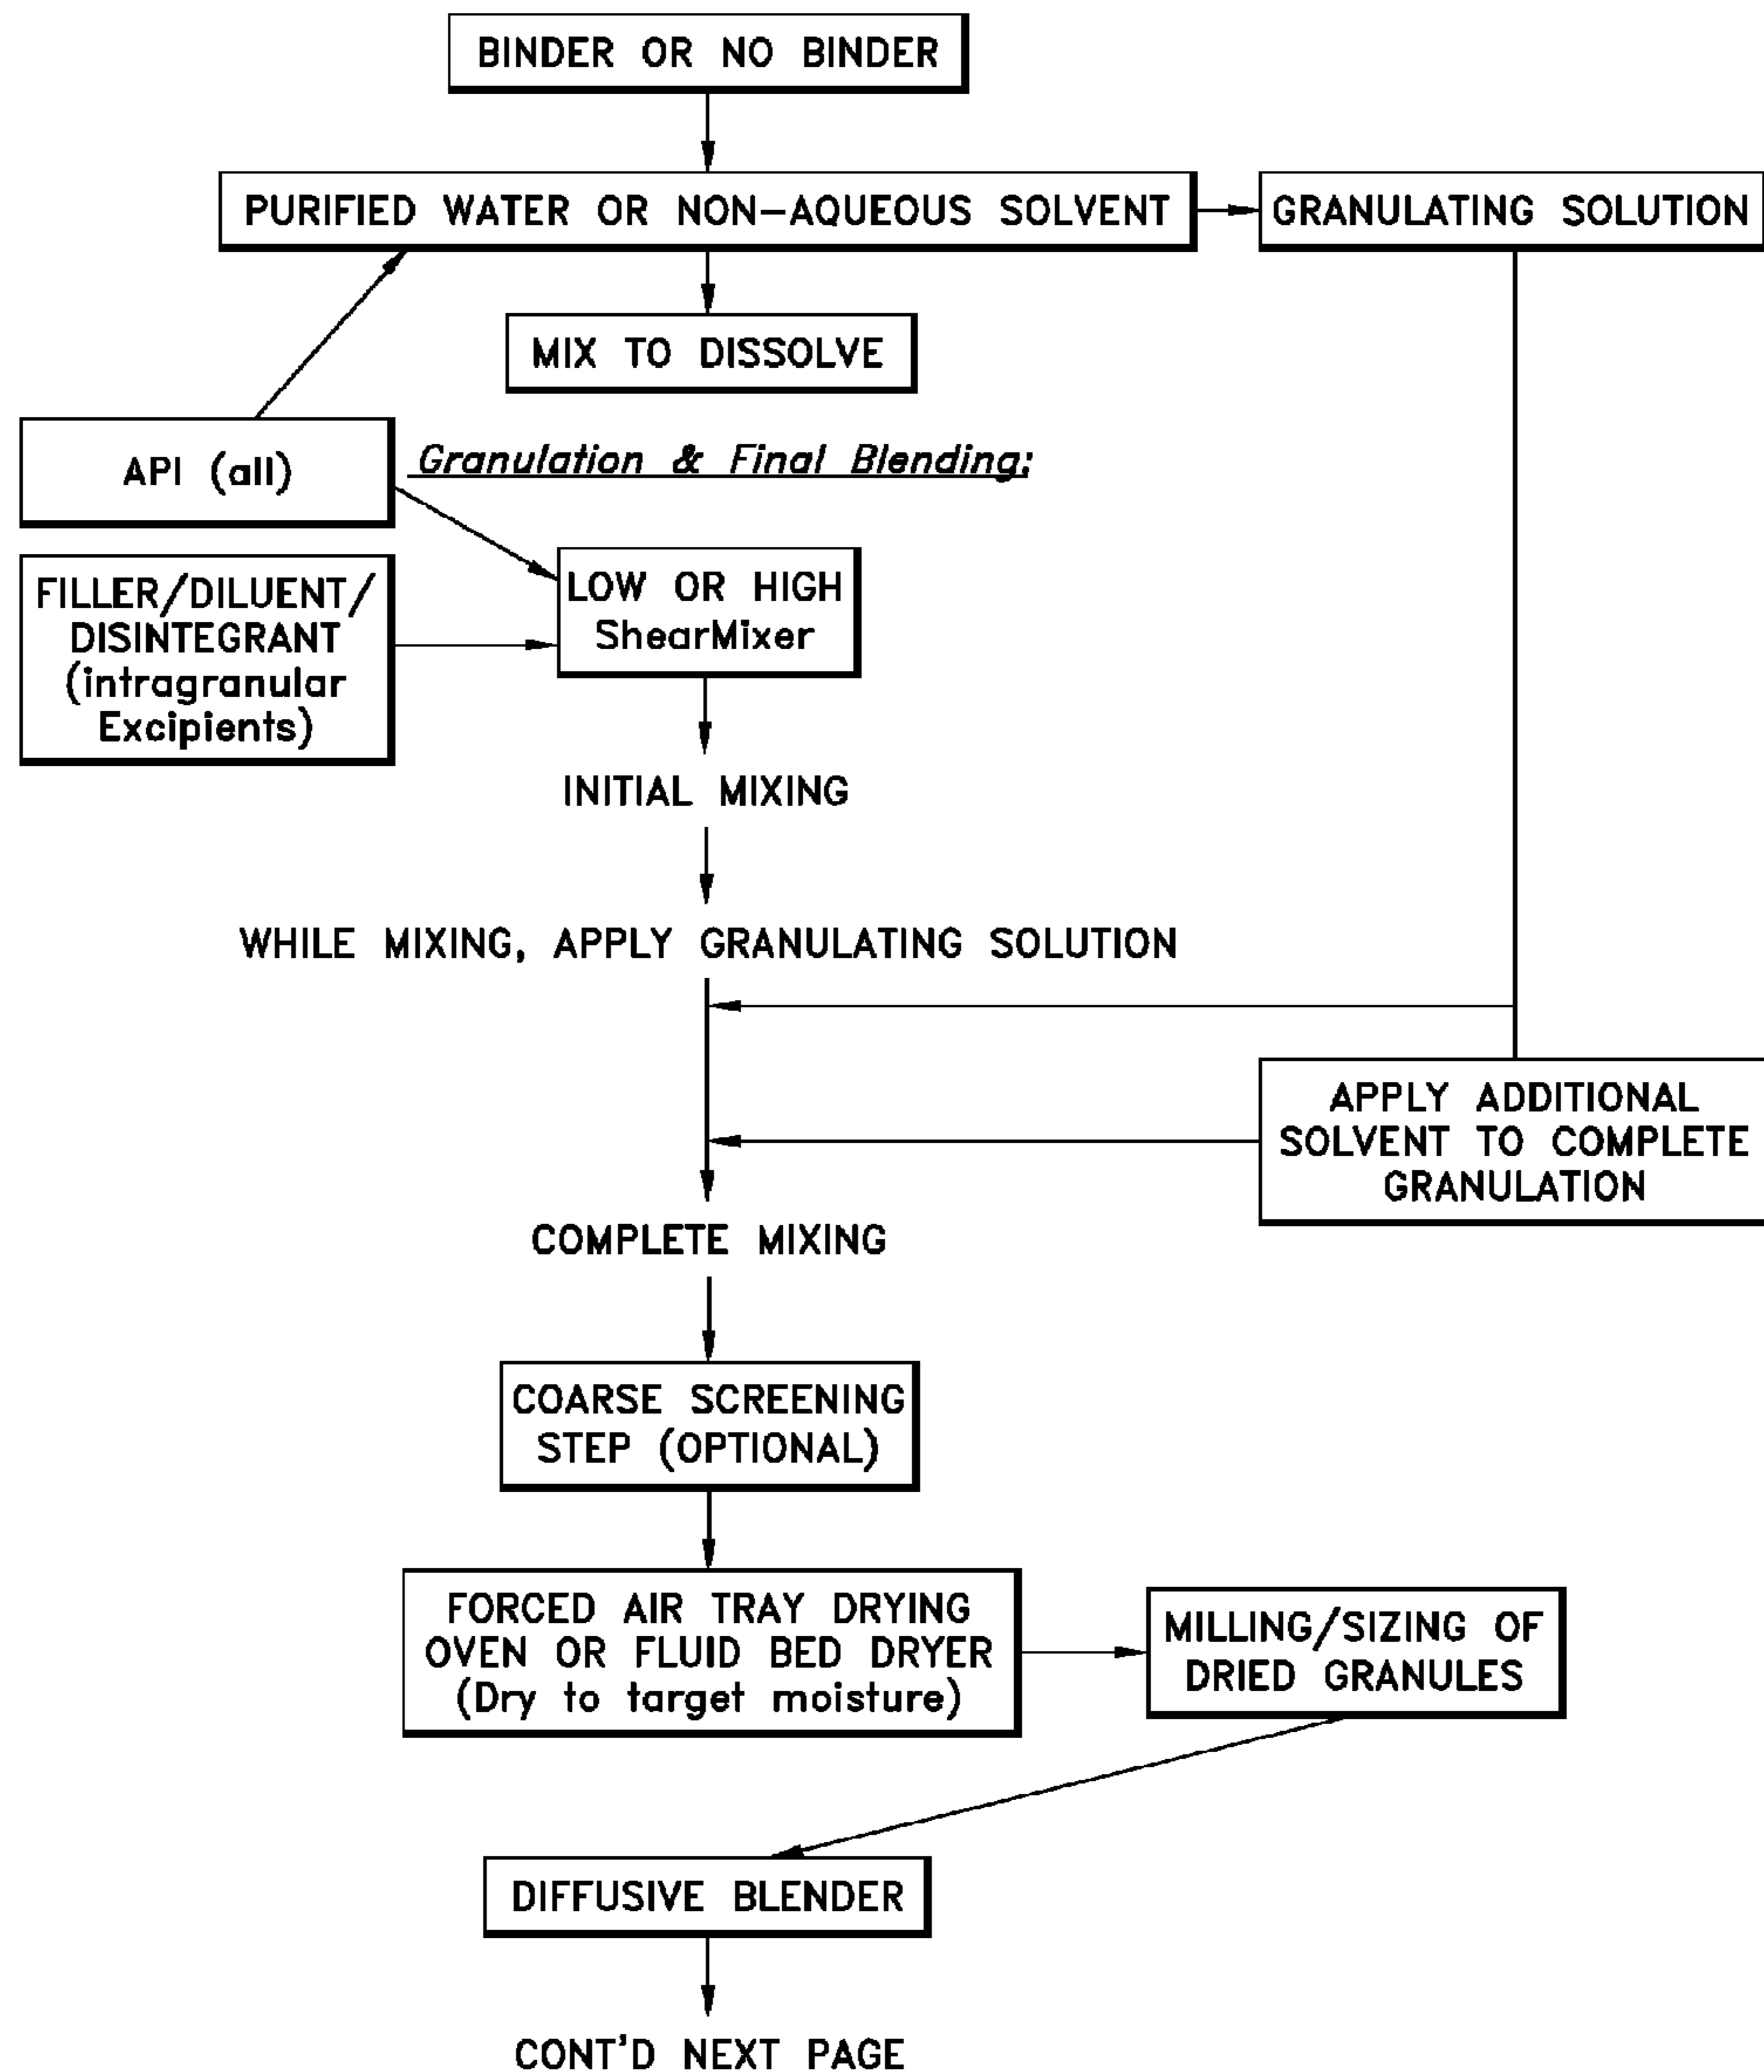 BINDER OR NO BINDER
PURIFIED WATER OR NON-AQUEOUS SOLVENT
GRANULATING SOLUTION
MIX TO DISSOLVE
API (all)
Granulation & Final Blending:
LOW OR HIGH
ShearMixer
FILLER/DILUENT/
DISINTEGRANT
(intragranular
Excipients)
INITIAL MIXING
WHILE MIXING, APPLY GRANULATING SOLUTION
APPLY ADDITIONAL
SOLVENT TO COMPLETE
GRANULATION
COMPLETE MIXING
COARSE SCREENING
STEP (OPTIONAL)
FORCED AIR TRAY DRYING
OVEN OR FLUID BED DRYER
(Dry to target moisture)
MILLING/SIZING OF
DRIED GRANULES
DIFFUSIVE BLENDER
CONT'D NEXT PAGE